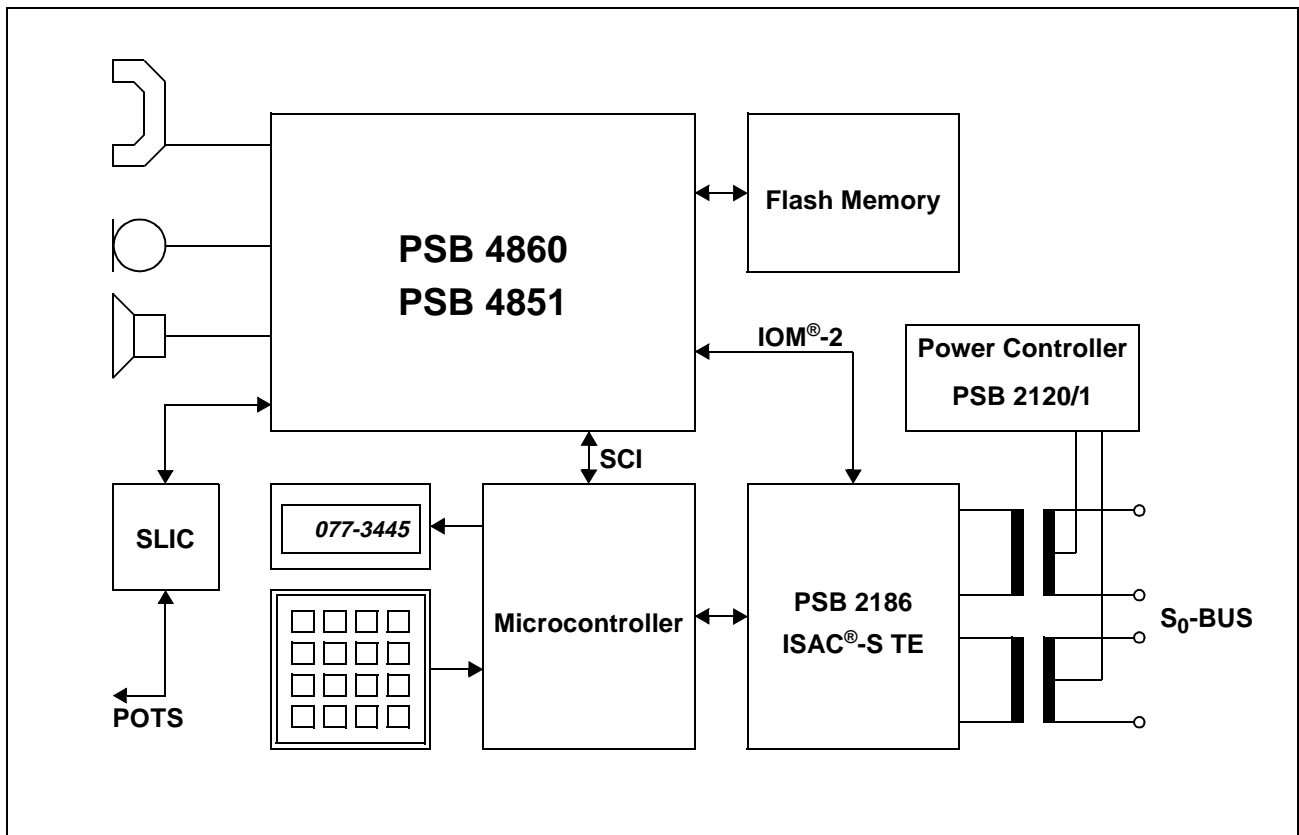 PSB 4860
PSB 4851
Flash Memory
IOM®-2
Power Controller
PSB 2120/1
SCI
SLIC
077-3445
Microcontroller
PSB 2186
ISAC®-S TE
S₀-BUS
POTS